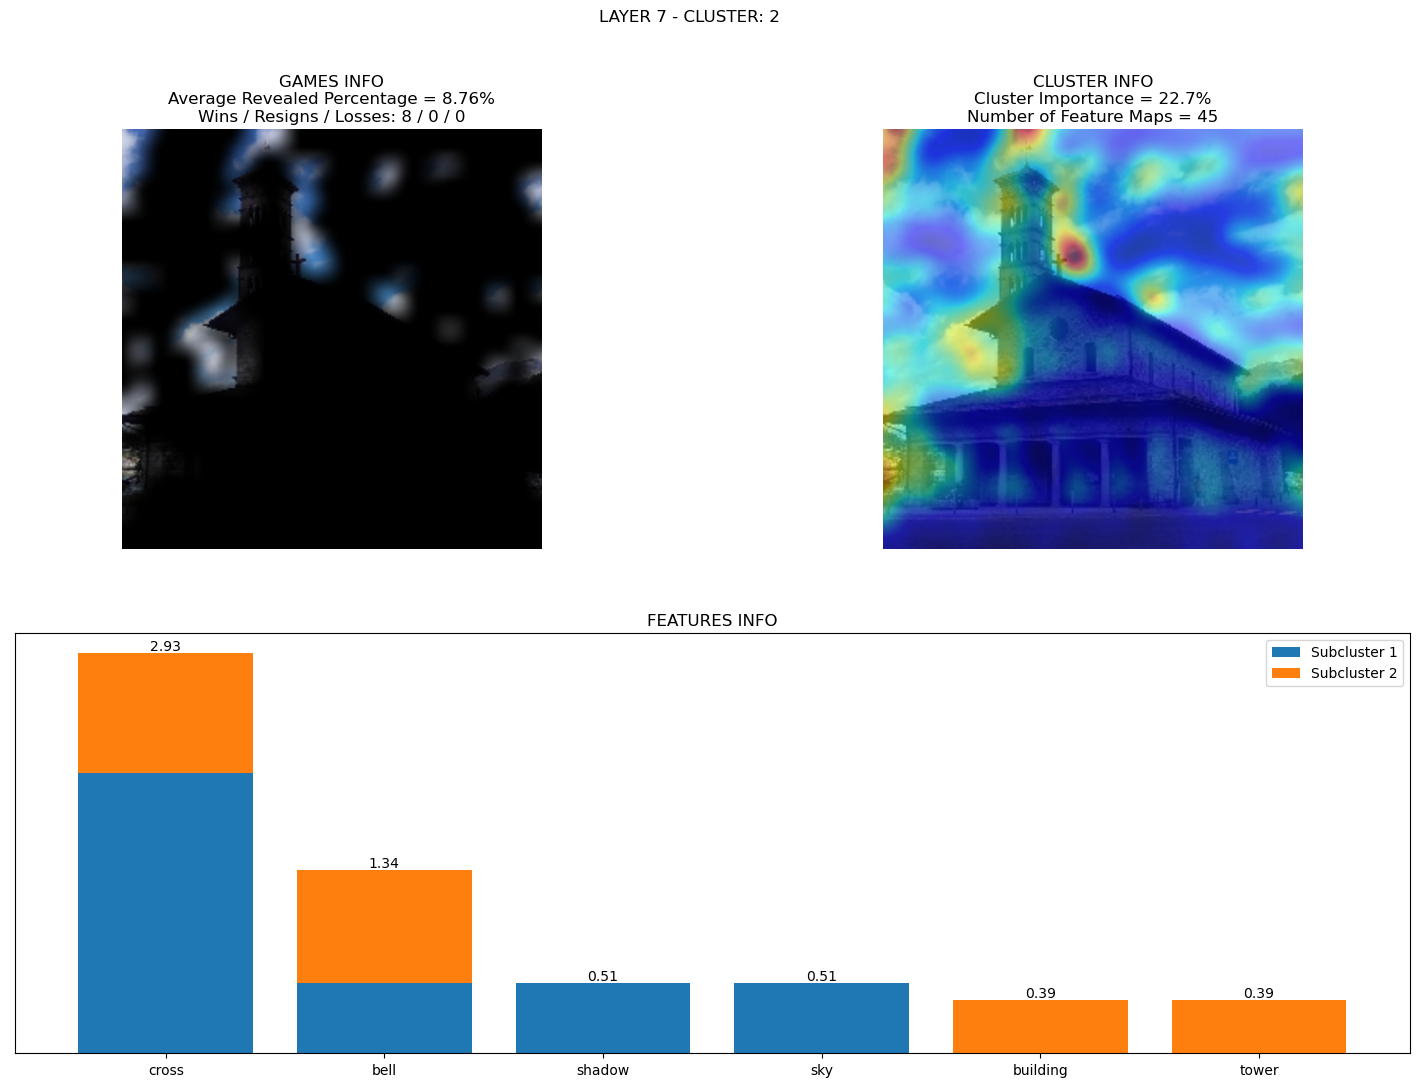 LAYER 7 - CLUSTER: 2
GAMES INFO
Average Revealed Percentage = 8.76%
Wins / Resigns / Losses: 8 / 0 / 0
CLUSTER INFO
Cluster Importance = 22.7%
Number of Feature Maps = 45
FEATURES INFO
Subcluster 1
Subcluster 2
2.93
1.34
0.51
0.51
0.39
0.39
cross
bell
shadow
sky
building
tower